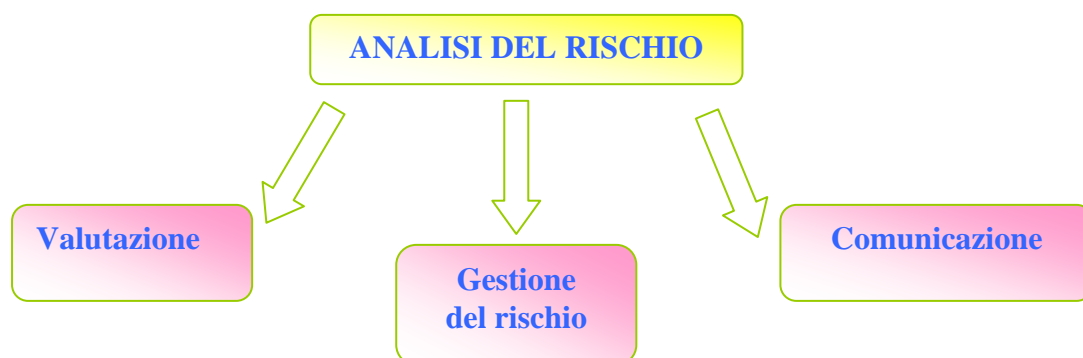 ANALISI DEL RISCHIO
Valutazione
Gestione
del rischio
Comunicazione